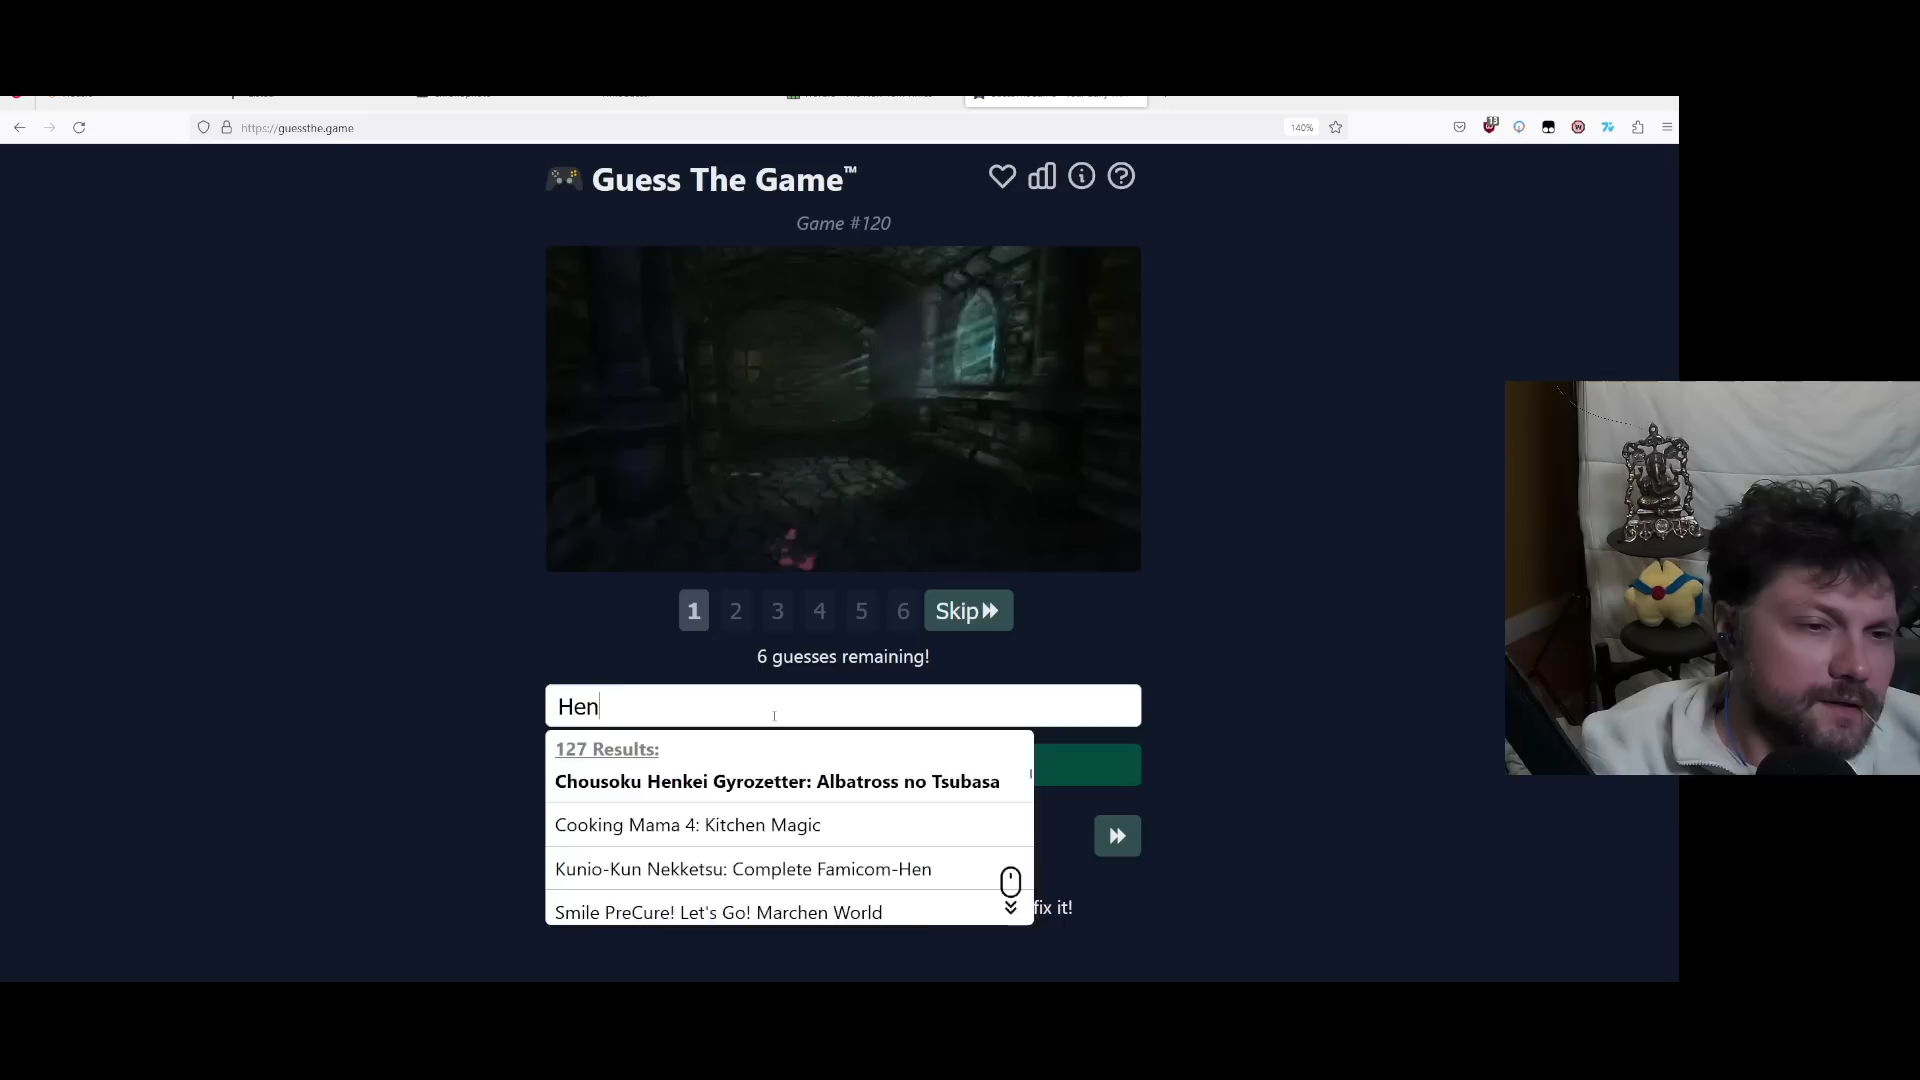 https://guessthe.game
140%
13
Guess The Game™
Game #120
1 2 3 4 5 6 Skip
6 guesses remaining!
Hen
127 Results:
Chousoku Henkei Gyrozetter: Albatross no Tsubasa
Cooking Mama 4: Kitchen Magic
Kunio-Kun Nekketsu: Complete Famicom-Hen
Smile PreCure! Let's Go! Marchen World
fix it!